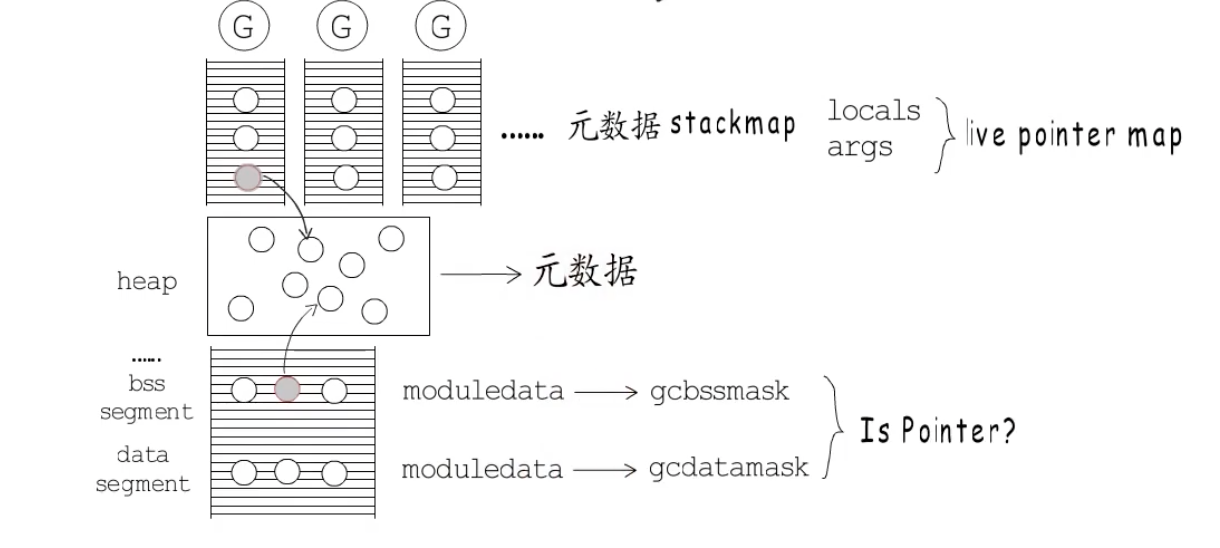 G G G
...... 元数据 stackmap
locals
args
live pointer map
heap
元数据
......
bss
segment
moduledata
gcbssmask
data
segment
moduledata
gcdatamask
Is Pointer?